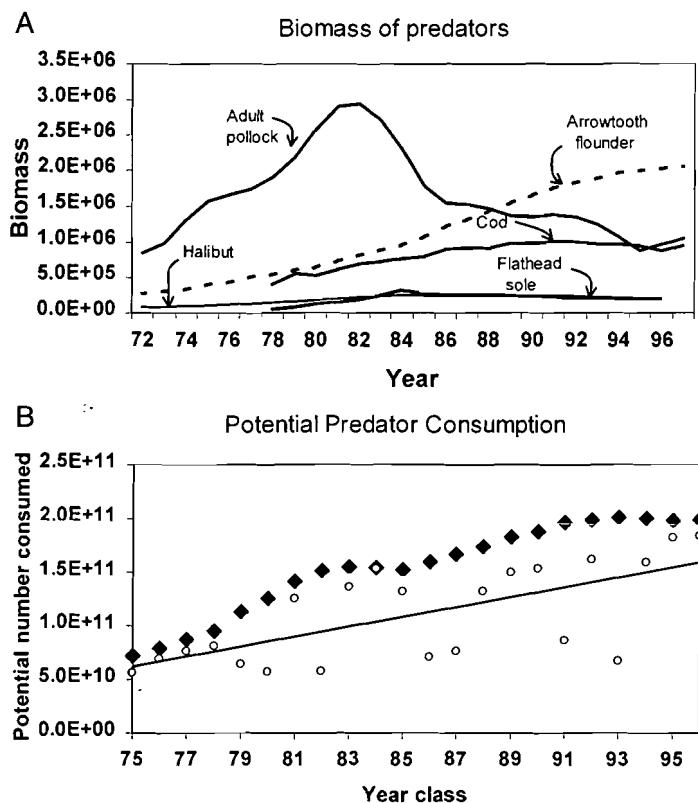 A
Biomass of predators
3.5E+06
3.0E+06
2.5E+06
2.0E+06
1.5E+06
1.0E+06
5.0E+05
0.0E+00
Biomass
Adult
pollock
Arrowtooth
flounder
Cod
Halibut
Flathead
sole
72 74 76 78 80 82 84 86 88 90 92 94 96
Year
B
Potential Predator Consumption
2.5E+11
2.0E+11
1.5E+11
1.0E+11
5.0E+10
0.0E+00
Potential number consumed
75 77 79 81 83 85 87 89 91 93 95
Year class